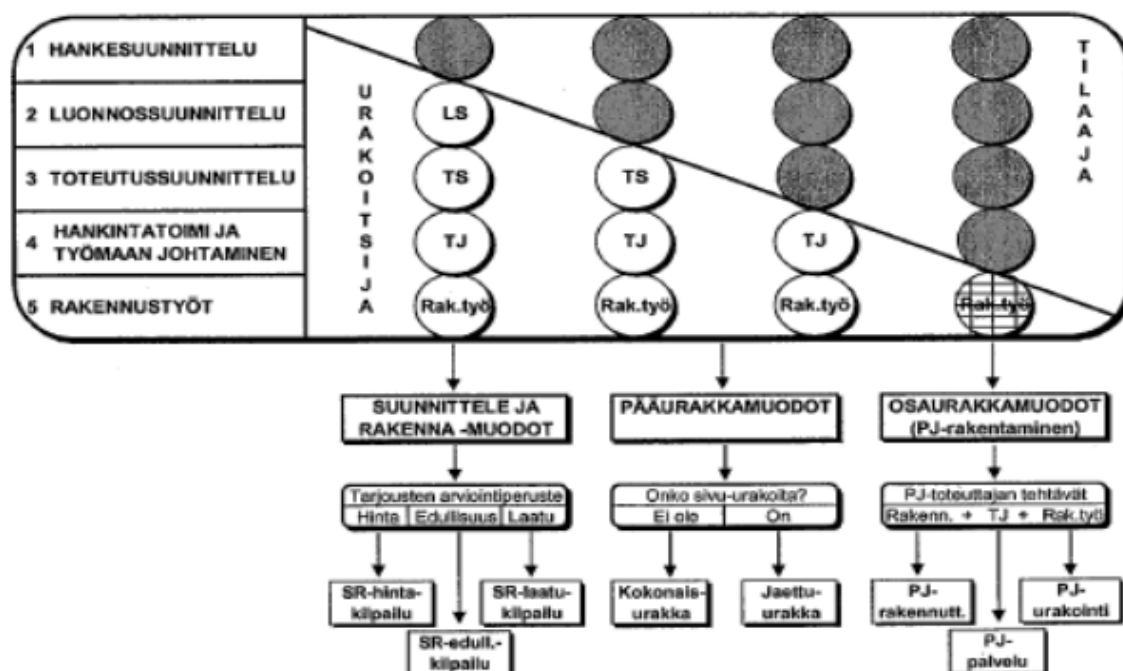 1 HANKESUUNNITTELU
2 LUONNOSSUUNNITTELU
3 TOTEUTUSSUUNNITTELU
4 HANKINTATOIMI JA
TYÖMAAN JOHTAMINEN
5 RAKENNUSTYÖT
URAKOITSIJA
LS
TS TS
TJ TJ TJ
Rak.työ Rak.työ Rak.työ Rak.työ
TILAAJA
SUUNNITTELE JA
RAKENNA -MUODOT
Tarjousten arviointiperuste
Hinta Edullisuus Laatu
SR-hinta-
kilpailu
SR-edull.-
kilpailu
SR-laatu-
kilpailu
PÄÄURAKKAMUODOT
Onko sivu-urakoita?
Ei ole On
Kokonais-
urakka
Jaettu-
urakka
OSAURAKKAMUODOT
(PJ-rakentaminen)
PJ-toteuttajan tehtävät
Rakenn. + TJ + Rak.työ
PJ-
rakennutt.
PJ-
palvelu
PJ-
urakointi